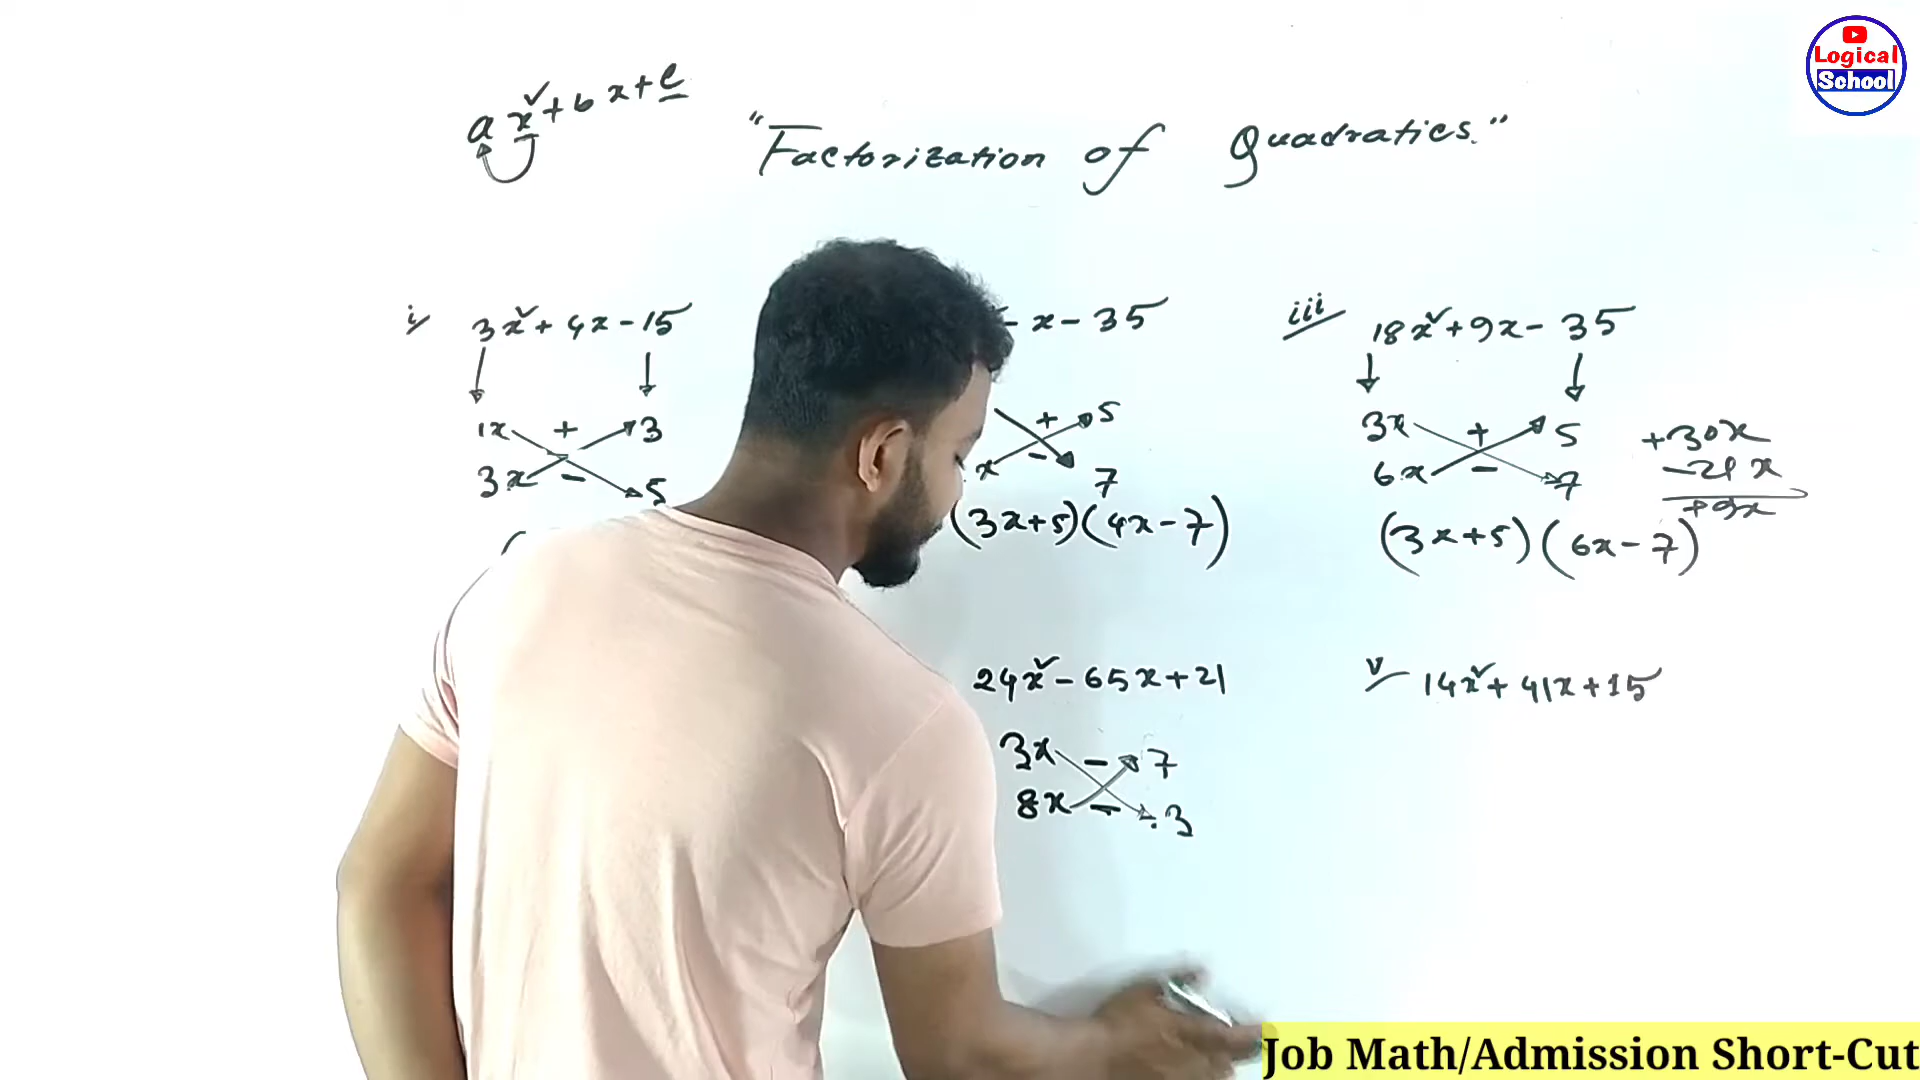 Logical
School
ax²+bx+c
"Factorization of Quadratics."
i 3x²+4x-15
1x + 3
3x - 5
- x - 35
+ 5
x - 7
(3x+5)(4x-7)
iii 18x²+9x-35
3x + 5 +30x
6x - 7 -21x
+9x
(3x+5)(6x-7)
24x²-65x+21
3x - 7
8x - 3
v 14x²+41x+15
Job Math/Admission Short-Cut